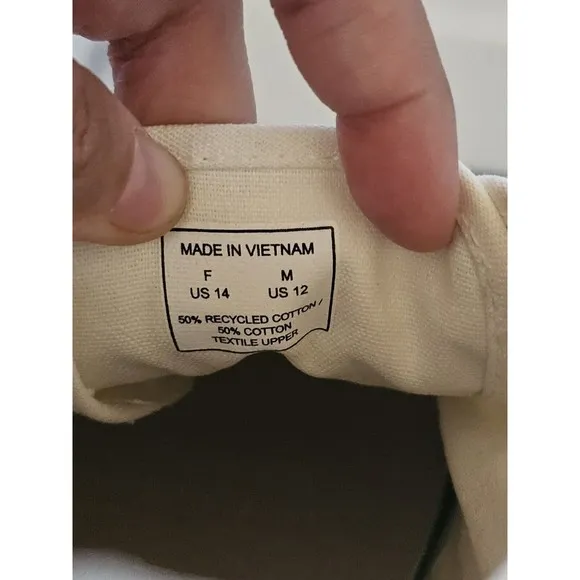 MADE IN VIETNAM
F M
US 14 US 12
50% RECYCLED COTTON /
50% COTTON
TEXTILE UPPER